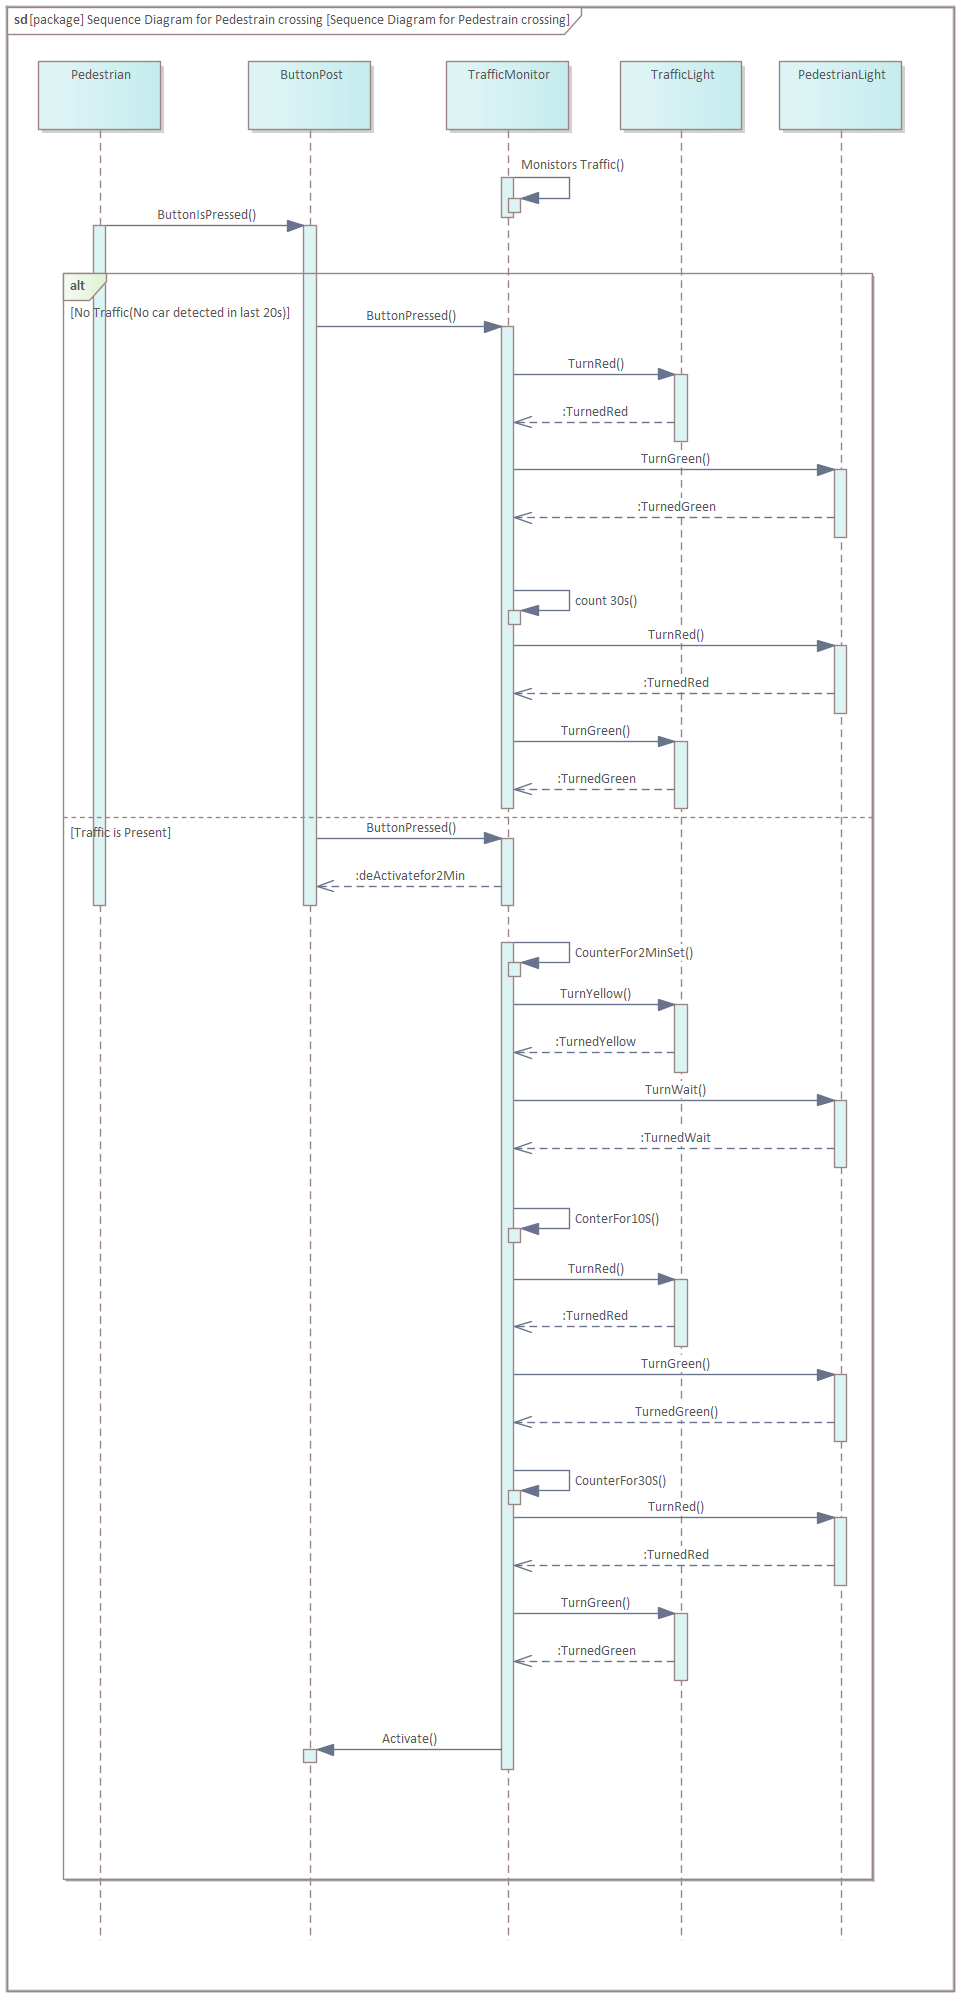 sd [package] Sequence Diagram for Pedestrain crossing [Sequence Diagram for Pedestrain crossing]
Pedestrian
ButtonPost
TrafficMonitor
TrafficLight
PedestrianLight
Monistors Traffic()
ButtonIsPressed()
alt
[No Traffic(No car detected in last 20s)]
ButtonPressed()
TurnRed()
:TurnedRed
TurnGreen()
:TurnedGreen
count 30s()
TurnRed()
:TurnedRed
TurnGreen()
:TurnedGreen
[Traffic is Present]
ButtonPressed()
:deActivatefor2Min
CounterFor2MinSet()
TurnYellow()
:TurnedYellow
TurnWait()
:TurnedWait
ConterFor10S()
TurnRed()
:TurnedRed
TurnGreen()
TurnedGreen()
CounterFor30S()
TurnRed()
:TurnedRed
TurnGreen()
:TurnedGreen
Activate()